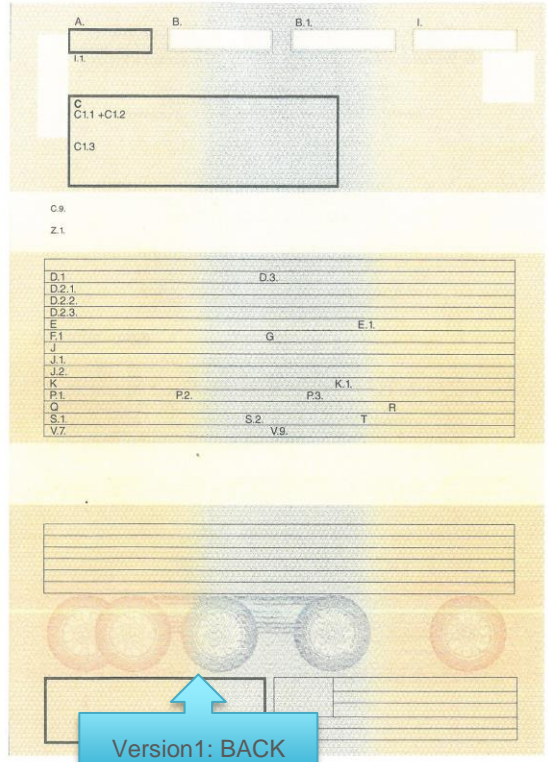 A. B. B.1. I.
I.1.
C
C1.1 +C1.2
C1.3
C.9.
Z.1.
D.1 D.3.
D.2.1.
D.2.2.
D.2.3.
E E.1.
F.1 G
J
J.1.
J.2.
K K.1.
P.1. P.2. P.3.
Q R
S.1. S.2. T
V.7. V.9.
Version1: BACK